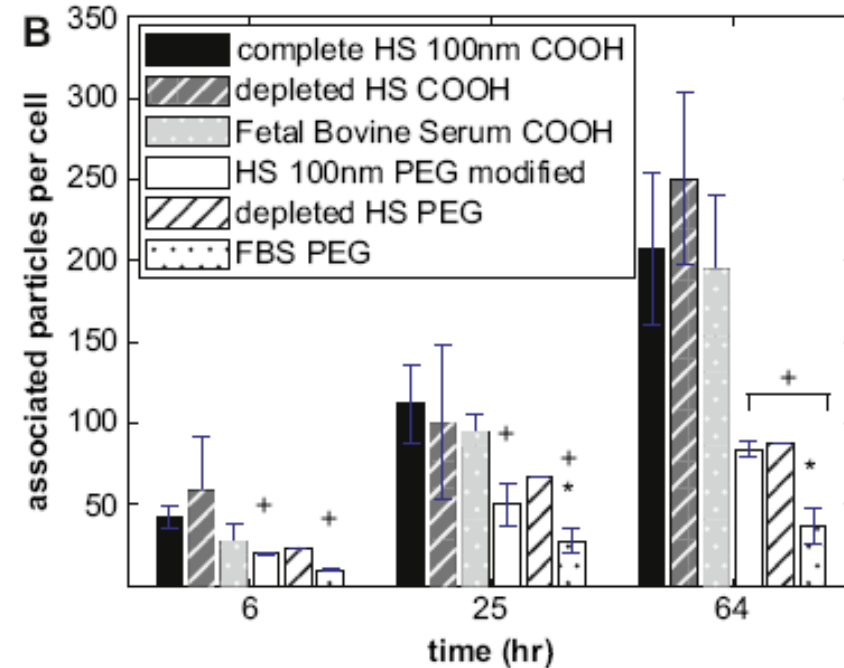 B
350
300
250
200
150
100
50
complete HS 100nm COOH
depleted HS COOH
Fetal Bovine Serum COOH
HS 100nm PEG modified
depleted HS PEG
FBS PEG
associated particles per cell
+
+
+
+
*
+
*
6
25
64
time (hr)